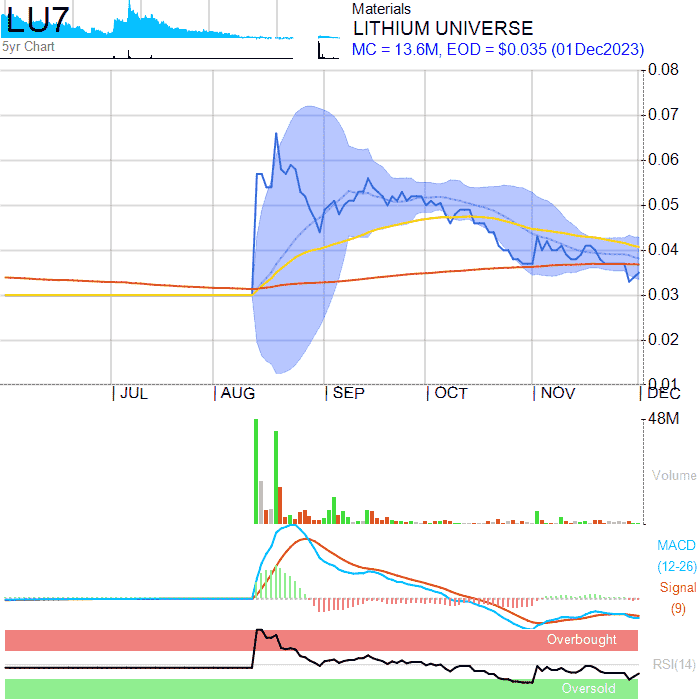 LU7
5yr Chart
Materials
LITHIUM UNIVERSE
MC = 13.6M, EOD = $0.035 (01Dec2023)
0.08
0.07
0.06
0.05
0.04
0.03
0.02
0.01
JUL AUG SEP OCT NOV DEC
48M
Volume
MACD
(12-26)
Signal
(9)
Overbought
RSI(14)
Oversold